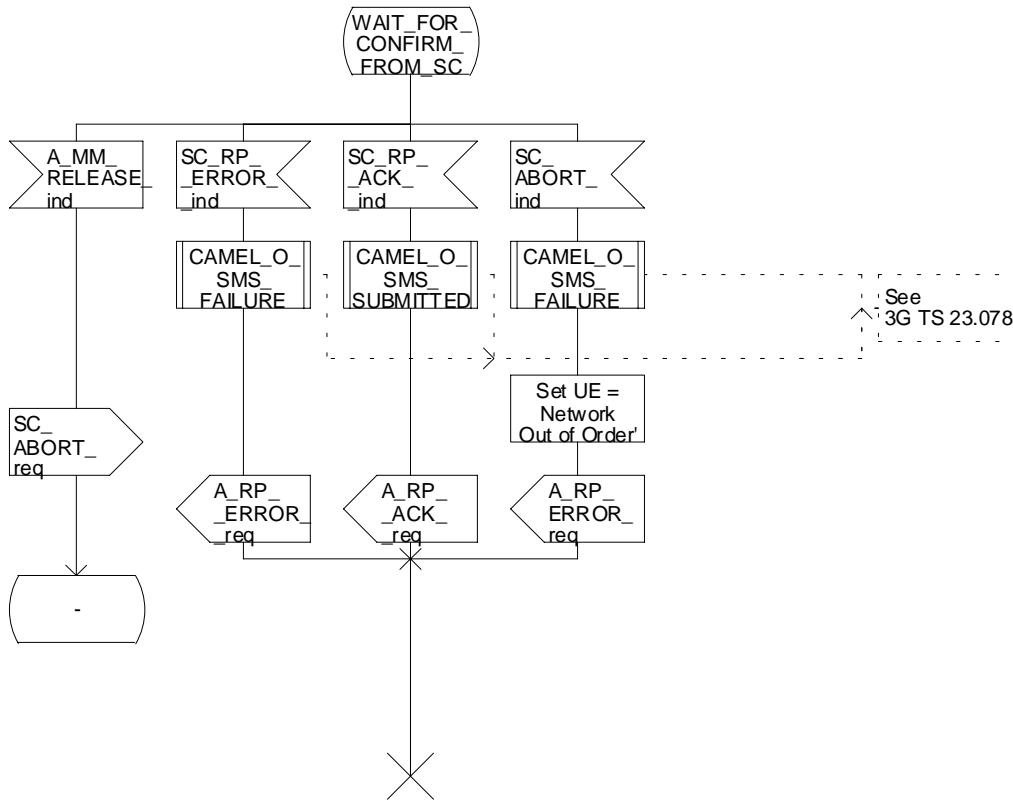 WAIT_FOR_
CONFIRM_
FROM_SC
A_MM_
RELEASE_
ind
SC_RP_
_ERROR_
_ind
SC_RP_
_ACK_
_ind
SC_
ABORT_
ind
CAMEL_O_
SMS_
FAILURE
CAMEL_O_
SMS_
SUBMITTED
CAMEL_O_
SMS_
FAILURE
See
3G TS 23.078
Set UE =
Network
Out of Order'
SC_
ABORT_
req
A_RP_
_ERROR_
_req
A_RP_
_ACK_
_req
A_RP_
ERROR_
req
-